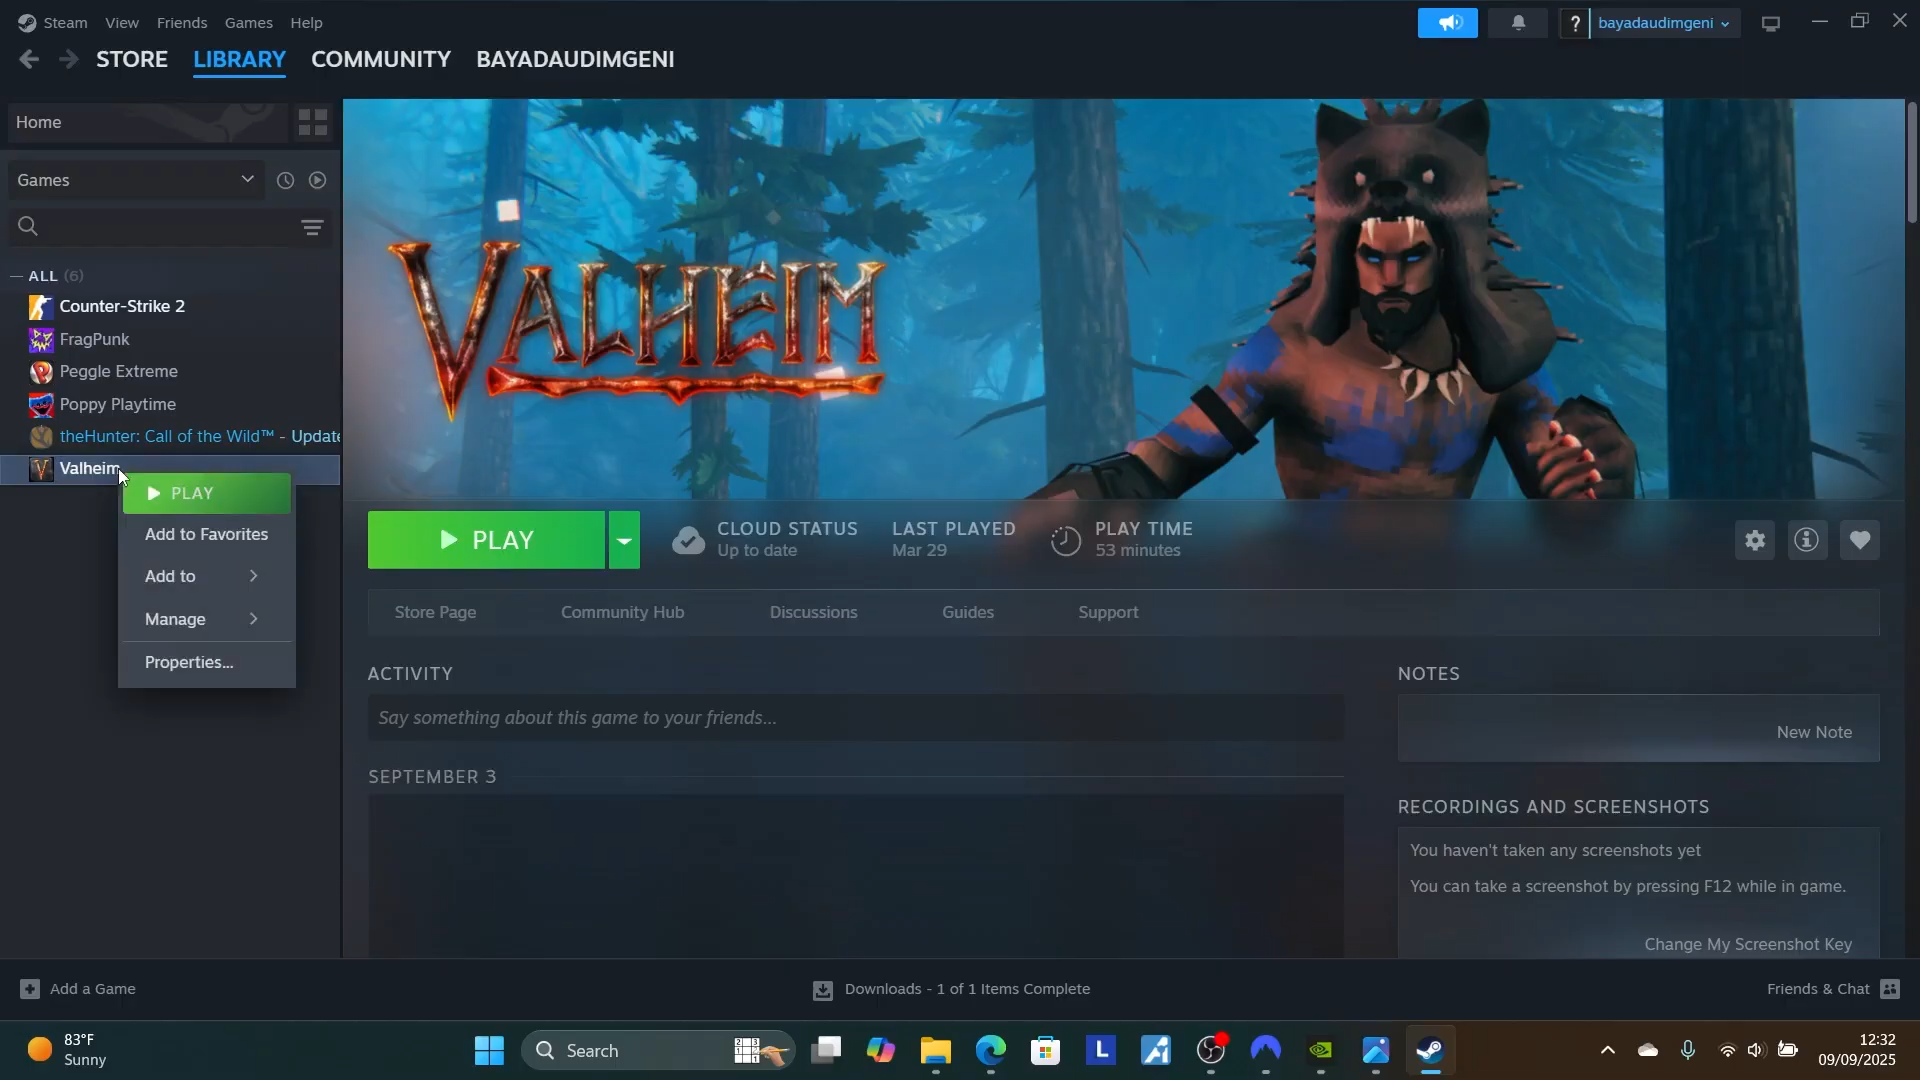 Steam View Friends Games Help
? bayadaudimgeni
STORE LIBRARY COMMUNITY BAYADAUDIMGENI
Home
Games
ALL (6)
Counter-Strike 2
FragPunk
Peggle Extreme
Poppy Playtime
theHunter: Call of the Wild™ - Update
Valheim
PLAY
Add to Favorites
Add to
Manage
Properties...
VALHEIM
PLAY
CLOUD STATUS
Up to date
LAST PLAYED
Mar 29
PLAY TIME
53 minutes
Store Page Community Hub Discussions Guides Support
ACTIVITY
Say something about this game to your friends...
SEPTEMBER 3
NOTES
New Note
RECORDINGS AND SCREENSHOTS
You haven't taken any screenshots yet
You can take a screenshot by pressing F12 while in game.
Change My Screenshot Key
Add a Game
Downloads - 1 of 1 Items Complete
Friends & Chat
83°F
Sunny
Search
L
12:32
09/09/2025